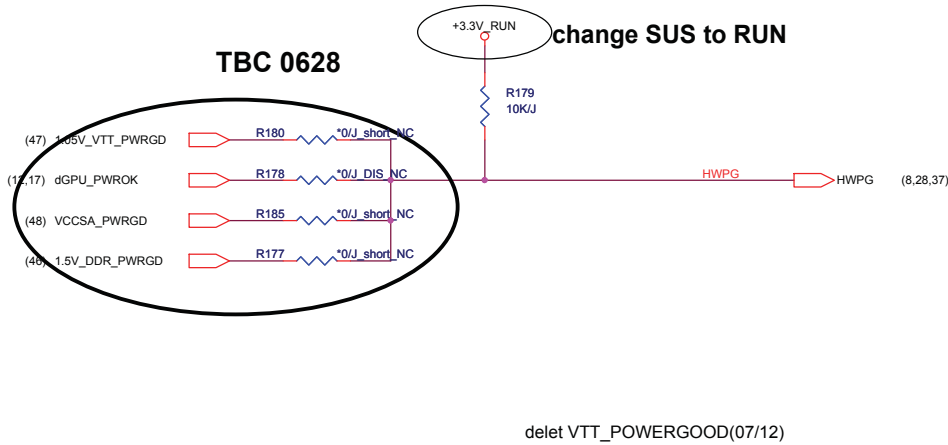 +3.3V_RUN
change SUS to RUN
TBC 0628
R179
10K/J
(47) 1.05V_VTT_PWRGD R180 *0/J_short_NC
(12,17) dGPU_PWROK R178 *0/J_DIS_NC
HWPG HWPG (8,28,37)
(48) VCCSA_PWRGD R185 *0/J_short_NC
(46) 1.5V_DDR_PWRGD R177 *0/J_short_NC
delet VTT_POWERGOOD(07/12)